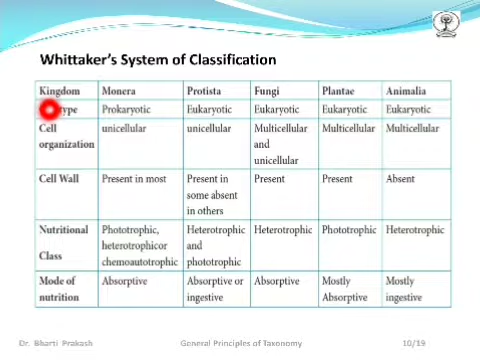 Whittaker's System of Classification
Kingdom Monera Protista Fungi Plantae Animalia
type Prokaryotic Eukaryotic Eukaryotic Eukaryotic Eukaryotic
Cell organization unicellular unicellular Multicellular and unicellular Multicellular Multicellular
Cell Wall Present in most Present in some absent in others Present Present Absent
Nutritional Class Phototrophic, heterotrophicor chemoautotrophic Heterotrophic and phototrophic Heterotrophic Phototrophic Heterotrophic
Mode of nutrition Absorptive Absorptive or ingestive Absorptive Mostly Absorptive Mostly ingestive
Dr. Bharti Prakash General Principles of Taxonomy 10/19